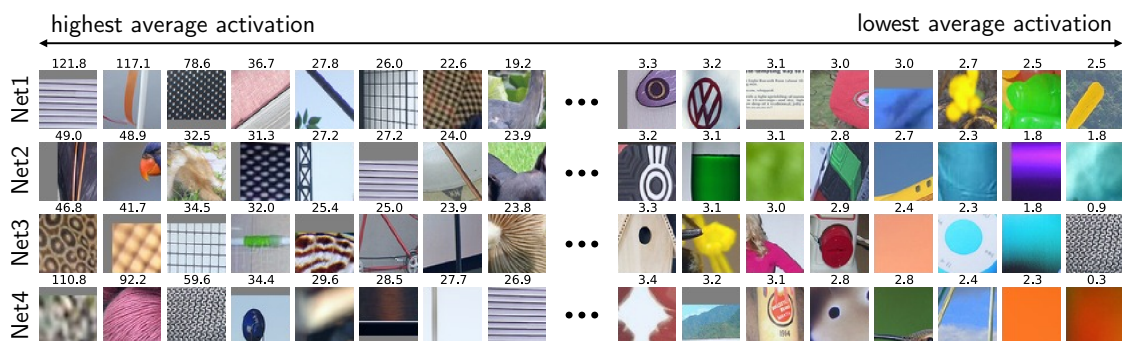 highest average activation
lowest average activation
Net1
121.8 117.1 78.6 36.7 27.8 26.0 22.6 19.2 3.3 3.2 3.1 3.0 3.0 2.7 2.5 2.5
Net2
49.0 48.9 32.5 31.3 27.2 27.2 24.0 23.9 3.2 3.1 3.1 2.8 2.7 2.3 1.8 1.8
Net3
46.8 41.7 34.5 32.0 25.4 25.0 23.9 23.8 3.3 3.1 3.0 2.9 2.4 2.3 1.8 0.9
Net4
110.8 92.2 59.6 34.4 29.6 28.5 27.7 26.9 3.4 3.2 3.1 2.8 2.8 2.4 2.3 0.3